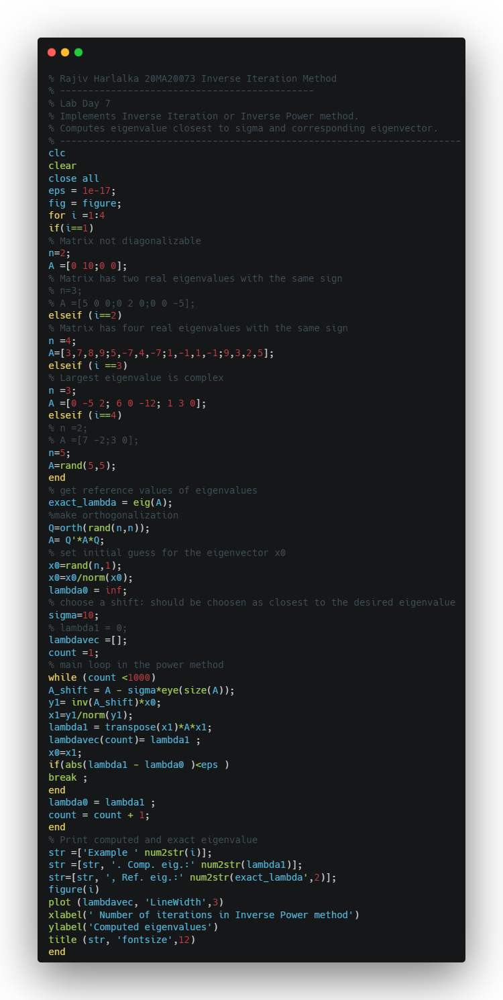 % Rajiv Harlalka 20MA20073 Inverse Iteration Method
% ---------------------------------------------
% Lab Day 7
% Implements Inverse Iteration or Inverse Power method.
% Computes eigenvalue closest to sigma and corresponding eigenvector.
% -----------------------------------------------------------------------
clc
clear
close all
eps = 1e-17;
fig = figure;
for i =1:4
if(i==1)
% Matrix not diagonalizable
n=2;
A =[0 10;0 0];
% Matrix has two real eigenvalues with the same sign
% n=3;
% A =[5 0 0;0 2 0;0 0 -5];
elseif (i==2)
% Matrix has four real eigenvalues with the same sign
n =4;
A=[3,7,8,9;5,-7,4,-7;1,-1,1,-1;9,3,2,5];
elseif (i ==3)
% Largest eigenvalue is complex
n =3;
A =[0 -5 2; 6 0 -12; 1 3 0];
elseif (i==4)
% n =2;
% A =[7 -2;3 0];
n=5;
A=rand(5,5);
end
% get reference values of eigenvalues
exact_lambda = eig(A);
%make orthogonalization
Q=orth(rand(n,n));
A= Q'*A*Q;
% set initial guess for the eigenvector x0
x0=rand(n,1);
x0=x0/norm(x0);
lambda0 = inf;
% choose a shift: should be choosen as closest to the desired eigenvalue
sigma=10;
% lambda1 = 0;
lambdavec =[];
count =1;
% main loop in the power method
while (count <1000)
A_shift = A - sigma*eye(size(A));
y1= inv(A_shift)*x0;
x1=y1/norm(y1);
lambda1 = transpose(x1)*A*x1;
lambdavec(count)= lambda1 ;
x0=x1;
if(abs(lambda1 - lambda0 )<eps )
break ;
end
lambda0 = lambda1 ;
count = count + 1;
end
% Print computed and exact eigenvalue
str =['Example ' num2str(i)];
str =[str, '. Comp. eig.:' num2str(lambda1)];
str=[str, ', Ref. eig.:' num2str(exact_lambda',2)];
figure(i)
plot (lambdavec, 'LineWidth',3)
xlabel(' Number of iterations in Inverse Power method')
ylabel('Computed eigenvalues')
title (str, 'fontsize',12)
end